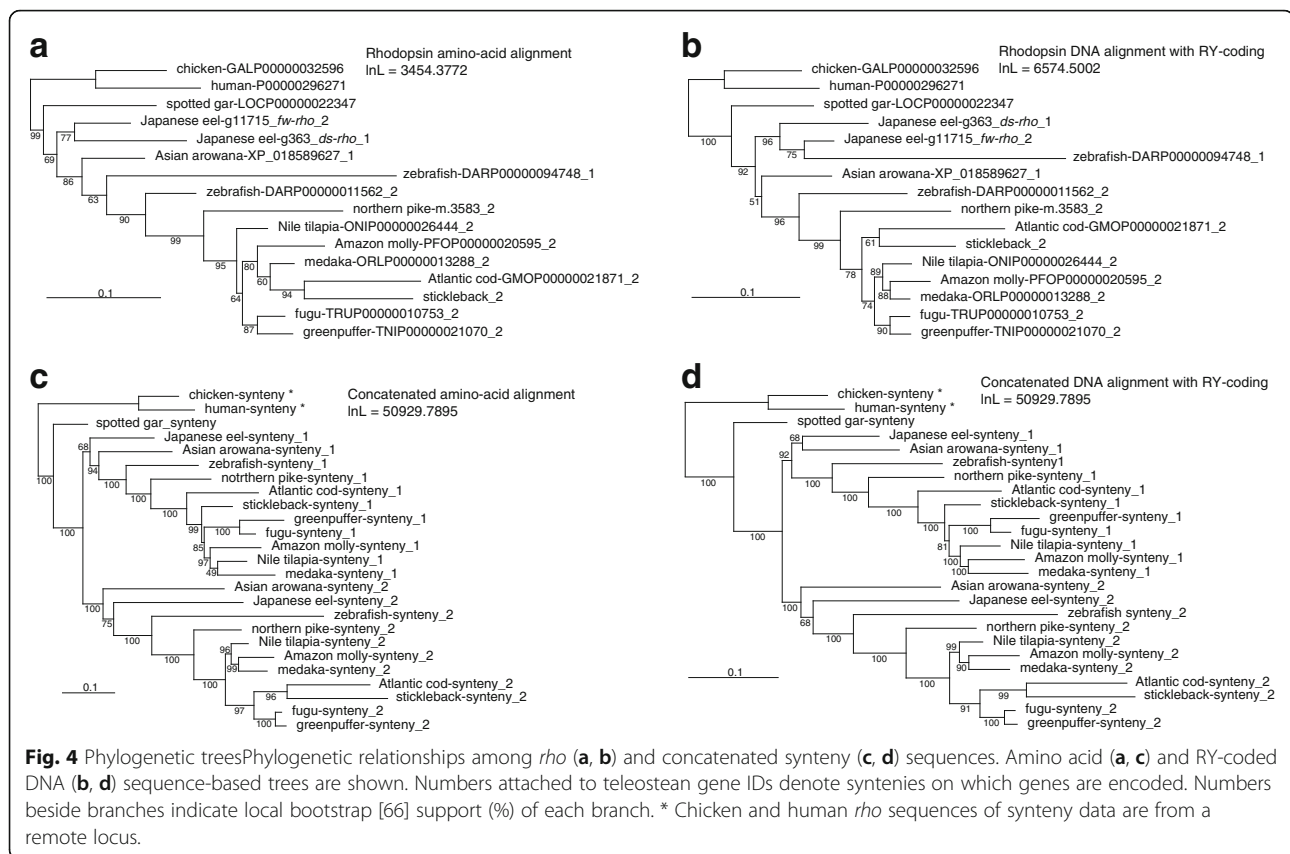 a
Rhodopsin amino-acid alignment
lnL = 3454.3772
chicken-GALP00000032596
human-P00000296271
spotted gar-LOCP00000022347
99
Japanese eel-g11715_fw-rho_2
77
Japanese eel-g363_ds-rho_1
69
Asian arowana-XP_018589627_1
86
zebrafish-DARP00000094748_1
63
zebrafish-DARP00000011562_2
90
northern pike-m.3583_2
99
Nile tilapia-ONIP00000026444_2
Amazon molly-PFOP00000020595_2
95
80
medaka-ORLP00000013288_2
60
Atlantic cod-GMOP00000021871_2
94
stickleback_2
64
fugu-TRUP00000010753_2
87
greenpuffer-TNIP00000021070_2
0.1
b
Rhodopsin DNA alignment with RY-coding
lnL = 6574.5002
chicken-GALP00000032596
human-P00000296271
spotted gar-LOCP00000022347
100
Japanese eel-g363_ds-rho_1
96
Japanese eel-g11715_fw-rho_2
75
zebrafish-DARP00000094748_1
92
Asian arowana-XP_018589627_1
51
zebrafish-DARP00000011562_2
96
northern pike-m.3583_2
99
Atlantic cod-GMOP00000021871_2
61
stickleback_2
78
Nile tilapia-ONIP00000026444_2
89
Amazon molly-PFOP00000020595_2
88
medaka-ORLP00000013288_2
74
fugu-TRUP00000010753_2
90
greenpuffer-TNIP00000021070_2
0.1
c
Concatenated amino-acid alignment
lnL = 50929.7895
chicken-synteny *
human-synteny *
spotted gar_synteny
Japanese eel-synteny_1
68
Asian arowana-synteny_1
94
zebrafish-synteny_1
100
notrthern pike-synteny_1
100
Atlantic cod-synteny_1
100
stickleback-synteny_1
99
greenpuffer-synteny_1
100
fugu-synteny_1
85
Amazon molly-synteny_1
97
Nile tilapia-synteny_1
49
medaka-synteny_1
100
100
Asian arowana-synteny_2
100
Japanese eel-synteny_2
75
zebrafish-synteny_2
100
northern pike-synteny_2
100
Nile tilapia-synteny_2
96
Amazon molly-synteny_2
99
medaka-synteny_2
100
Atlantic cod-synteny_2
96
stickleback-synteny_2
97
fugu-synteny_2
100
greenpuffer-synteny_2
0.1
d
Concatenated DNA alignment with RY-coding
lnL = 50929.7895
chicken-synteny *
human-synteny *
spotted gar-synteny
Japanese eel-synteny_1
68
Asian arowana-synteny_1
92
zebrafish-synteny1
100
northern pike-synteny_1
100
Atlantic cod-synteny_1
100
stickleback-synteny_1
100
greenpuffer-synteny_1
100
fugu-synteny_1
81
Nile tilapia-synteny_1
100
Amazon molly-synteny_1
100
medaka-synteny_1
100
100
Asian arowana-synteny_2
100
Japanese eel-synteny_2
68
zebrafish synteny_2
100
northern pike-synteny_2
100
Nile tilapia-synteny_2
99
Amazon molly-synteny_2
90
medaka-synteny_2
100
Atlantic cod-synteny_2
99
stickleback-synteny_2
91
fugu-synteny_2
100
greenpuffer-synteny_2
0.1
Fig. 4 Phylogenetic treesPhylogenetic relationships among rho (a, b) and concatenated synteny (c, d) sequences. Amino acid (a, c) and RY-coded
DNA (b, d) sequence-based trees are shown. Numbers attached to teleostean gene IDs denote syntenies on which genes are encoded. Numbers
beside branches indicate local bootstrap [66] support (%) of each branch. * Chicken and human rho sequences of synteny data are from a
remote locus.